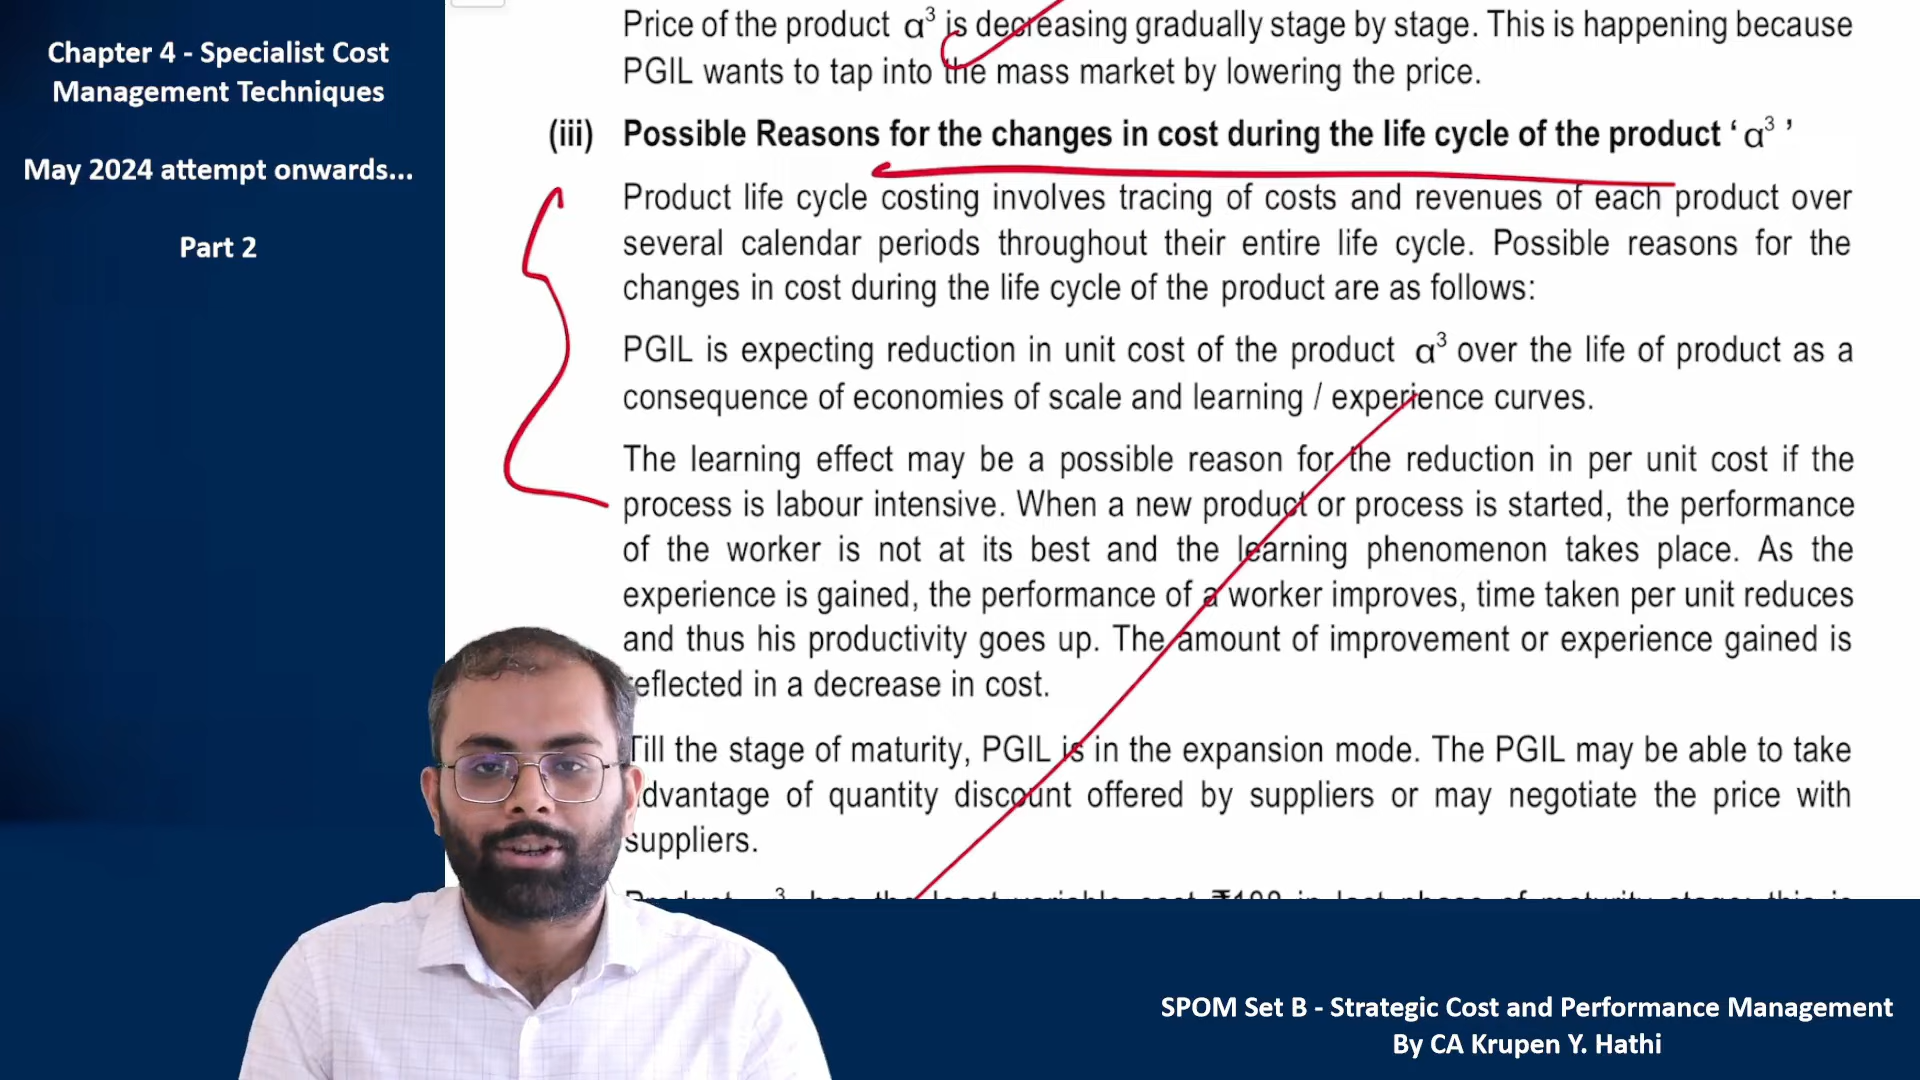 Chapter 4 - Specialist Cost
Management Techniques
May 2024 attempt onwards...
Part 2
Price of the product α³ is decreasing gradually stage by stage. This is happening because
PGIL wants to tap into the mass market by lowering the price.
(iii) Possible Reasons for the changes in cost during the life cycle of the product ‘ α³ ’
Product life cycle costing involves tracing of costs and revenues of each product over
several calendar periods throughout their entire life cycle. Possible reasons for the
changes in cost during the life cycle of the product are as follows:
PGIL is expecting reduction in unit cost of the product α³ over the life of product as a
consequence of economies of scale and learning / experience curves.
The learning effect may be a possible reason for the reduction in per unit cost if the
process is labour intensive. When a new product or process is started, the performance
of the worker is not at its best and the learning phenomenon takes place. As the
experience is gained, the performance of a worker improves, time taken per unit reduces
and thus his productivity goes up. The amount of improvement or experience gained is
reflected in a decrease in cost.
Till the stage of maturity, PGIL is in the expansion mode. The PGIL may be able to take
advantage of quantity discount offered by suppliers or may negotiate the price with
suppliers.
SPOM Set B - Strategic Cost and Performance Management
By CA Krupen Y. Hathi